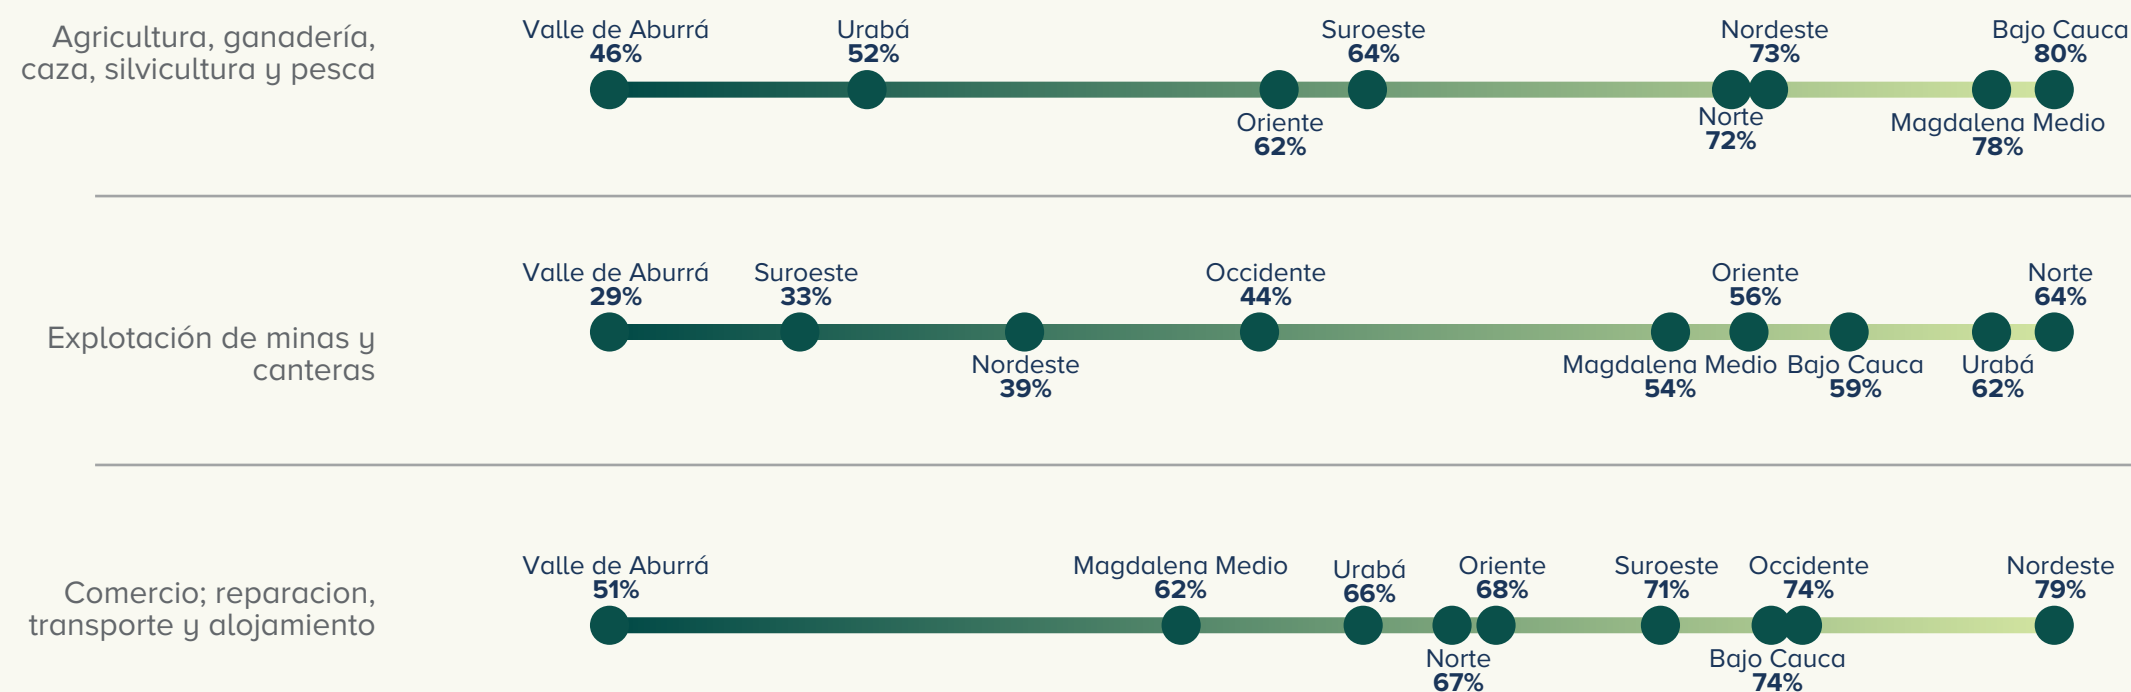 Agricultura, ganadería,
caza, silvicultura y pesca
Valle de Aburrá
46%
Urabá
52%
Oriente
62%
Suroeste
64%
Norte
72%
Nordeste
73%
Magdalena Medio
78%
Bajo Cauca
80%
Explotación de minas y
canteras
Valle de Aburrá
29%
Suroeste
33%
Nordeste
39%
Occidente
44%
Magdalena Medio
54%
Oriente
56%
Bajo Cauca
59%
Urabá
62%
Norte
64%
Comercio; reparacion,
transporte y alojamiento
Valle de Aburrá
51%
Magdalena Medio
62%
Urabá
66%
Norte
67%
Oriente
68%
Suroeste
71%
Bajo Cauca
74%
Occidente
74%
Nordeste
79%